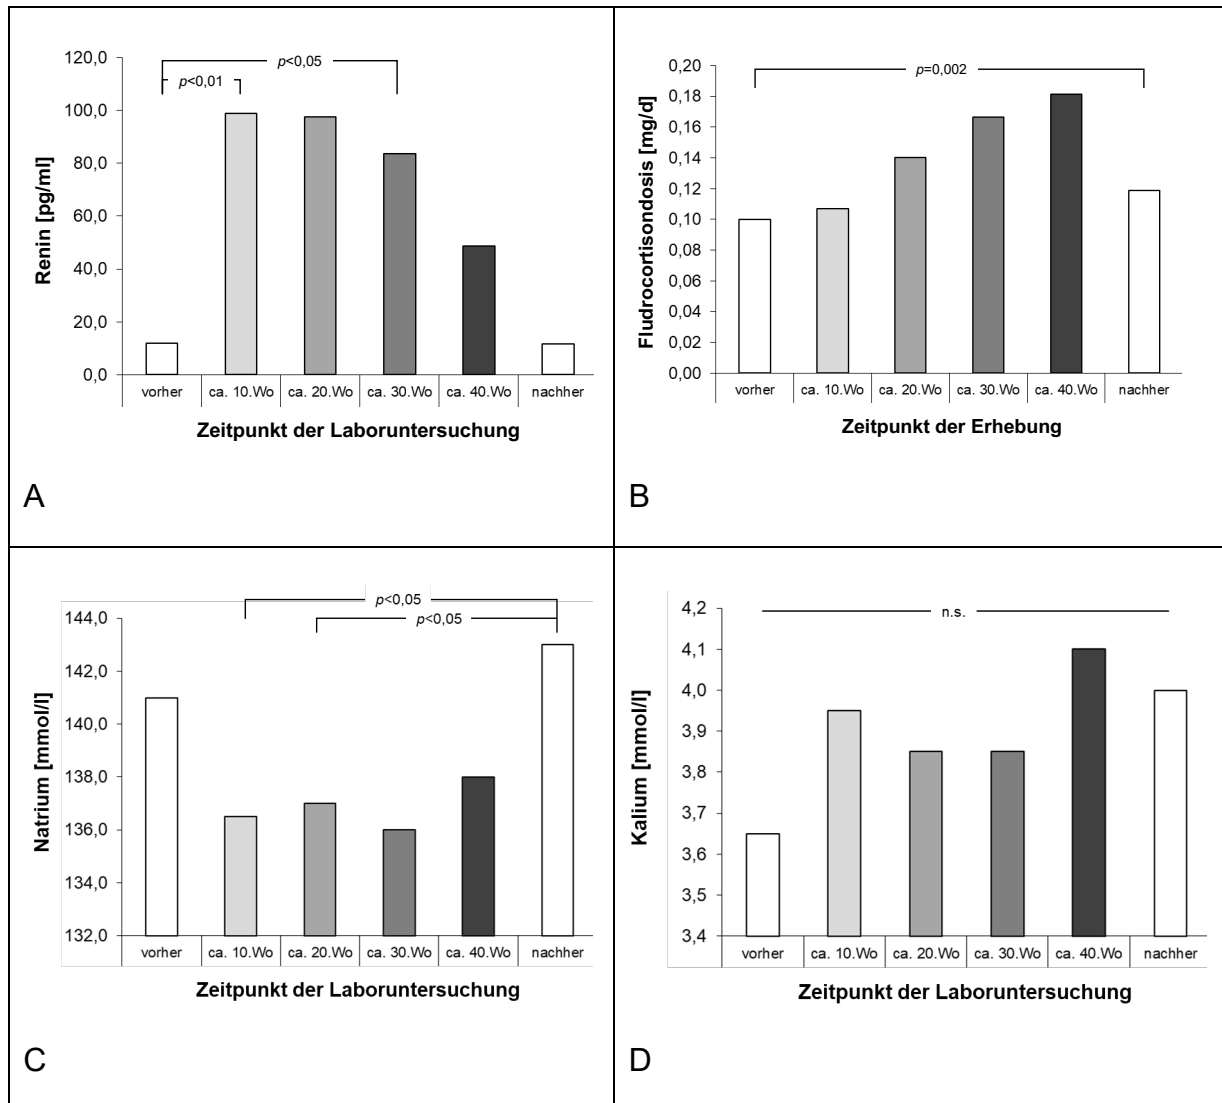 120,0
100,0
80,0
60,0
40,0
20,0
0,0
Renin [pg/ml]
p<0,05
p<0,01
vorher ca. 10.Wo ca. 20.Wo ca. 30.Wo ca. 40.Wo nachher
Zeitpunkt der Laboruntersuchung
A
0,20
0,18
0,16
0,14
0,12
0,10
0,08
0,06
0,04
0,02
0,00
Fludrocortisondosis [mg/d]
p=0,002
vorher ca. 10.Wo ca. 20.Wo ca. 30.Wo ca. 40.Wo nachher
Zeitpunkt der Erhebung
B
144,0
142,0
140,0
138,0
136,0
134,0
132,0
Natrium [mmol/l]
p<0,05
p<0,05
vorher ca. 10.Wo ca. 20.Wo ca. 30.Wo ca. 40.Wo nachher
Zeitpunkt der Laboruntersuchung
C
4,2
4,1
4,0
3,9
3,8
3,7
3,6
3,5
3,4
Kalium [mmol/l]
n.s.
vorher ca. 10.Wo ca. 20.Wo ca. 30.Wo ca. 40.Wo nachher
Zeitpunkt der Laboruntersuchung
D